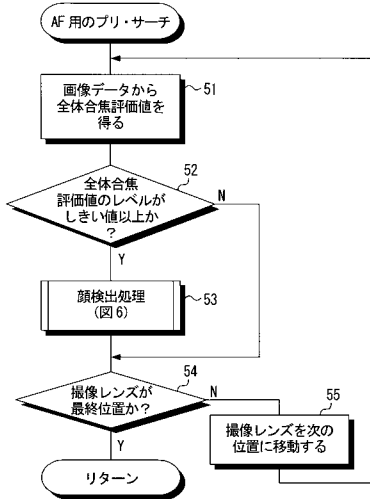 AF用のプリ・サーチ
画像データから
全体合焦評価値を
得る
51
全体合焦
評価値のレベルが
しきい値以上か
?
52
N
Y
顔検出処理
(図6)
53
撮像レンズが
最終位置か?
54
N
Y
撮像レンズを次の
位置に移動する
55
リターン